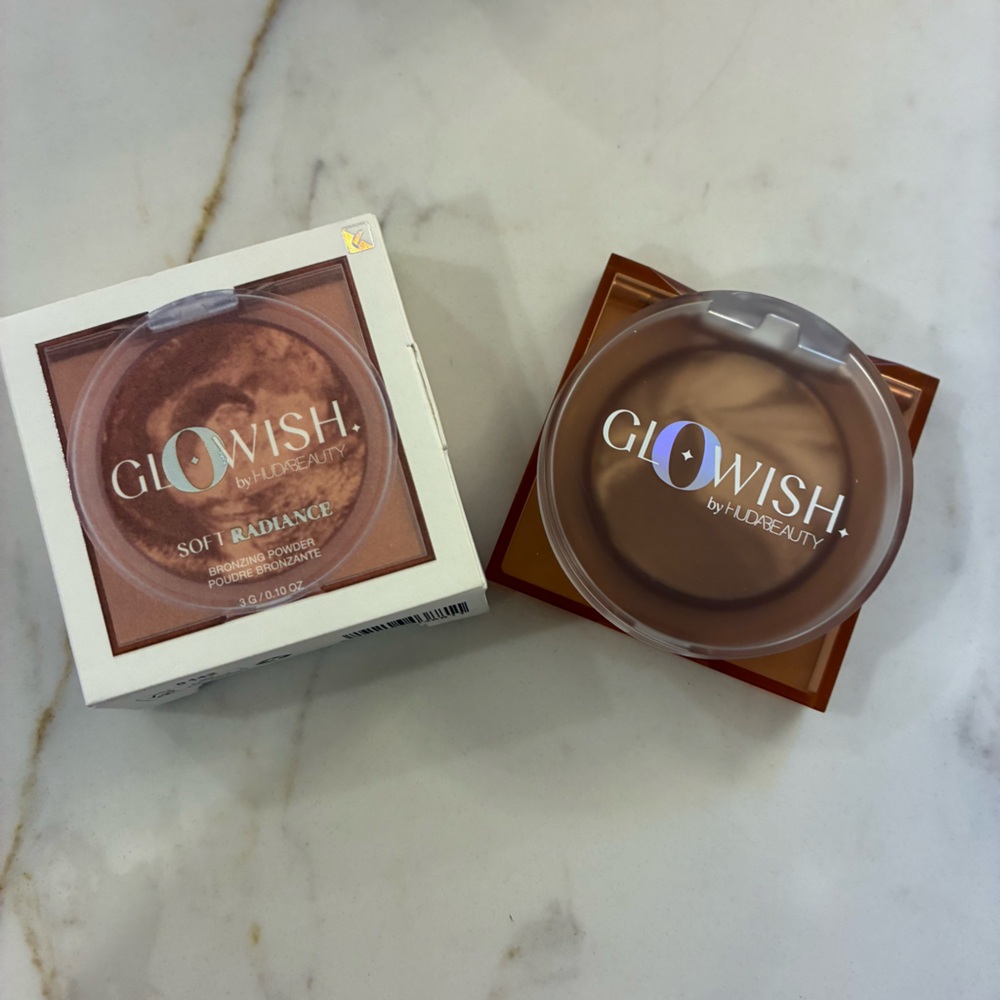 GLOWISH
by HUDABEAUTY
SOFT RADIANCE
BRONZING POWDER
POUDRE BRONZANTE
3 G / 0.10 OZ
GLOWISH
by HUDABEAUTY